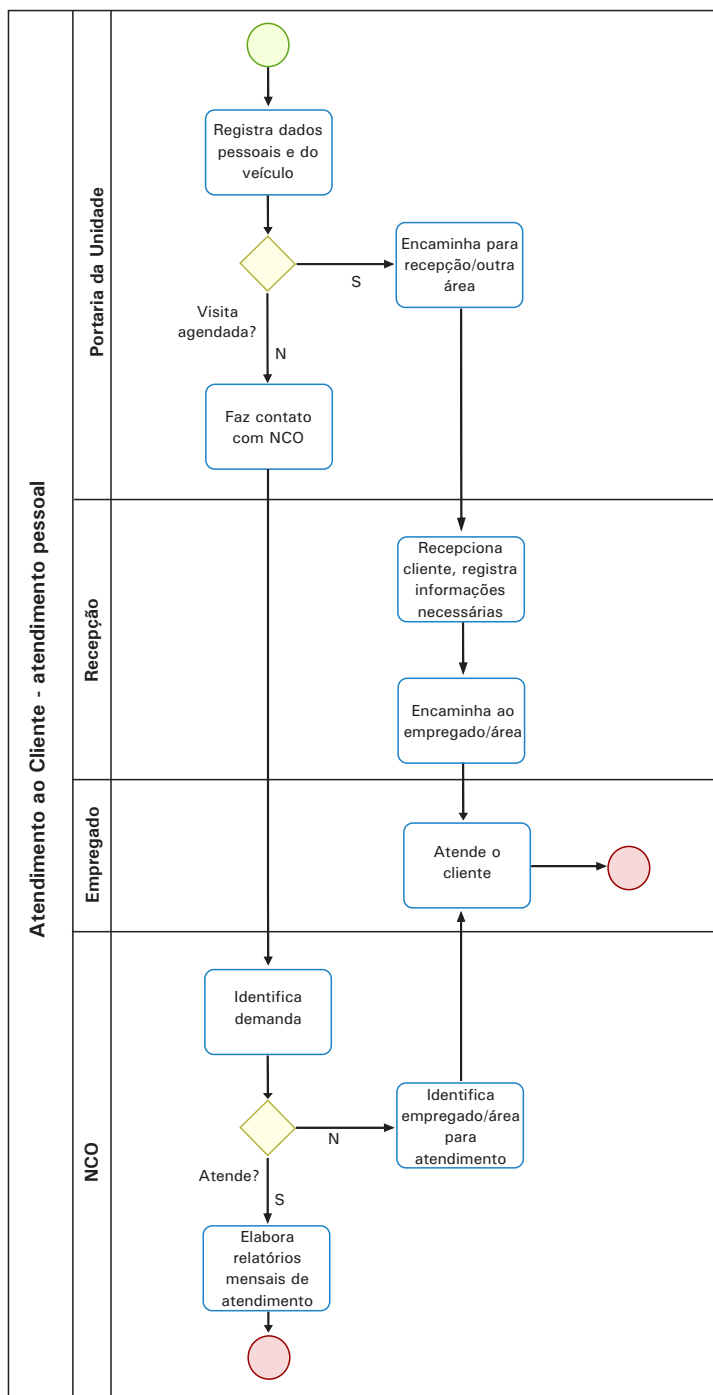 Atendimento ao Cliente - atendimento pessoal
Portaria da Unidade
Registra dados
pessoais e do
veículo
Encaminha para
recepção/outra
área
S
Visita
agendada?
N
Faz contato
com NCO
Recepção
Recepciona
cliente, registra
informações
necessárias
Encaminha ao
empregado/área
Empregado
Atende o
cliente
NCO
Identifica
demanda
Identifica
empregado/área
para
atendimento
N
Atende?
S
Elabora
relatórios
mensais de
atendimento